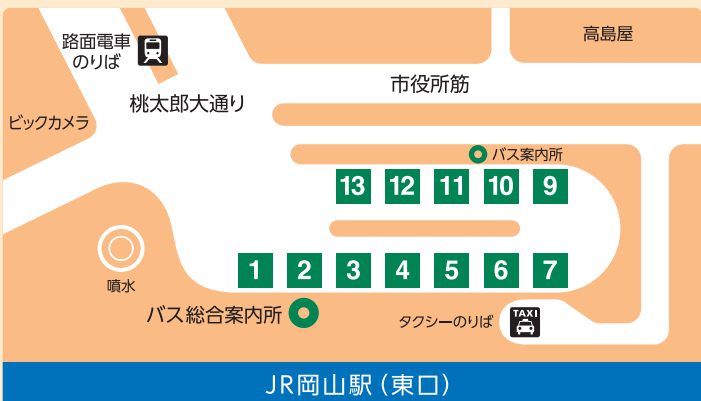 路面電車
のりば
高島屋
市役所筋
桃太郎大通り
ビックカメラ
バス案内所
13 12 11 10 9
1 2 3 4 5 6 7
噴水
バス総合案内所
タクシーのりば
TAXI
JR岡山駅（東口）